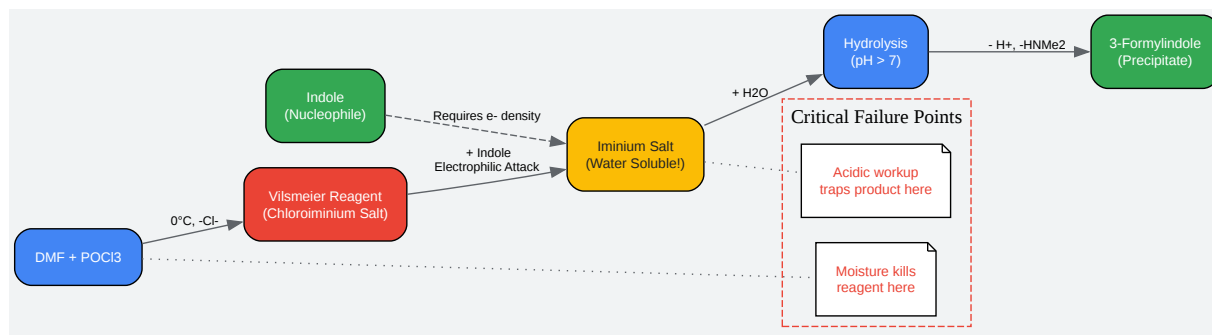 DMF + POCl3
0°C, -Cl-
Vilsmeier Reagent
(Chloroiminium Salt)
Indole
(Nucleophile)
Requires e- density
+ Indole
Electrophilic Attack
Iminium Salt
(Water Soluble!)
+ H2O
Hydrolysis
(pH > 7)
- H+, -HNMe2
3-Formylindole
(Precipitate)
Critical Failure Points
Acidic workup
traps product here
Moisture kills
reagent here